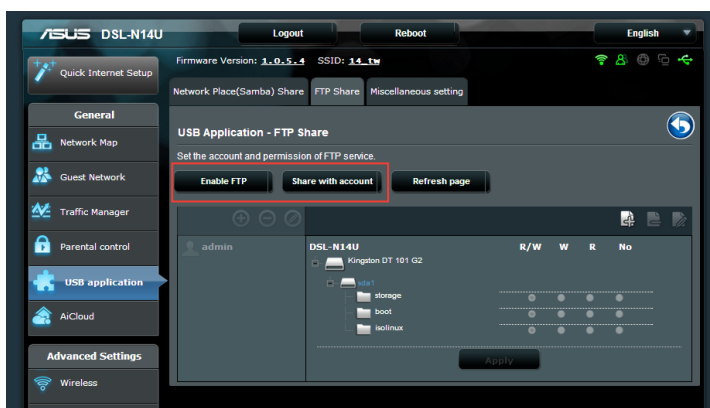 ASUS DSL-N14U Logout Reboot English
Quick Internet Setup
General
Network Map
Guest Network
Traffic Manager
Parental control
USB application
AiCloud
Advanced Settings
Wireless
Firmware Version: 1.0.5.4 SSID: 14_tw
Network Place(Samba) Share FTP Share Miscellaneous setting
USB Application - FTP Share
Set the account and permission of FTP service.
Enable FTP Share with account Refresh page
admin
DSL-N14U R/W W R No
Kingston DT 101 G2
sda1
storage
boot
isolinux
Apply